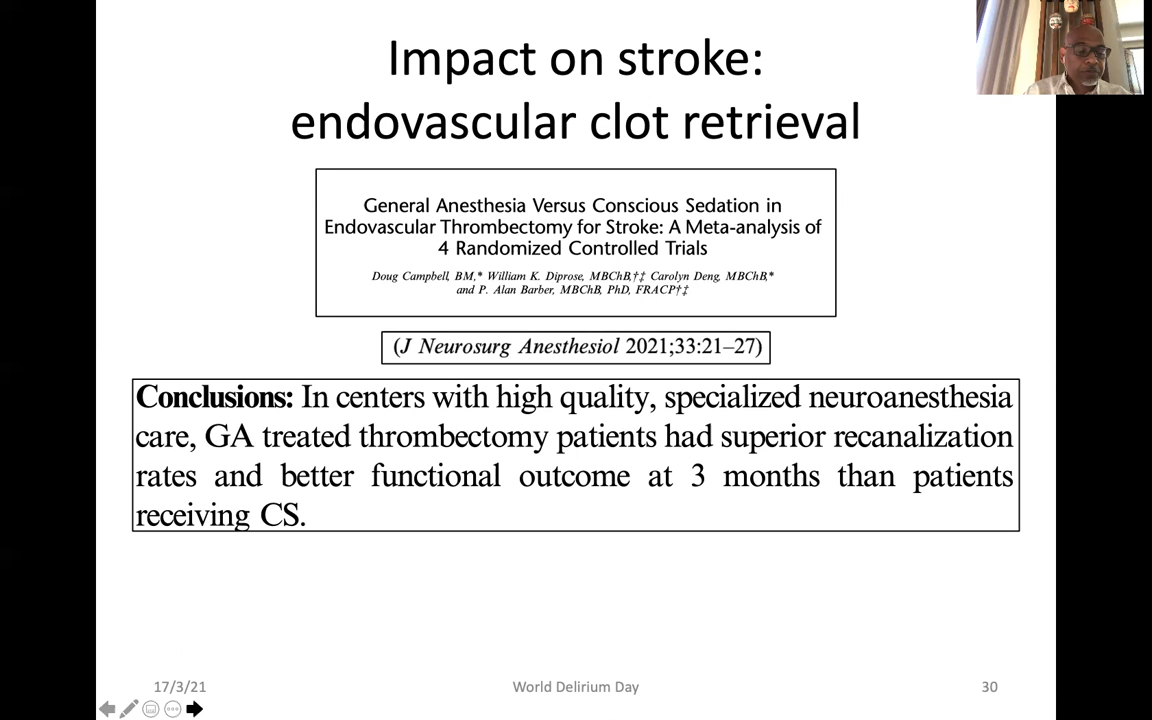 Impact on stroke:
endovascular clot retrieval
General Anesthesia Versus Conscious Sedation in
Endovascular Thrombectomy for Stroke: A Meta-analysis of
4 Randomized Controlled Trials
Doug Campbell, BM,* William K. Diprose, MBChB,†‡ Carolyn Deng, MBChB,*
and P. Alan Barber, MBChB, PhD, FRACP†‡
(J Neurosurg Anesthesiol 2021;33:21–27)
Conclusions: In centers with high quality, specialized neuroanesthesia
care, GA treated thrombectomy patients had superior recanalization
rates and better functional outcome at 3 months than patients
receiving CS.
17/3/21
World Delirium Day
30